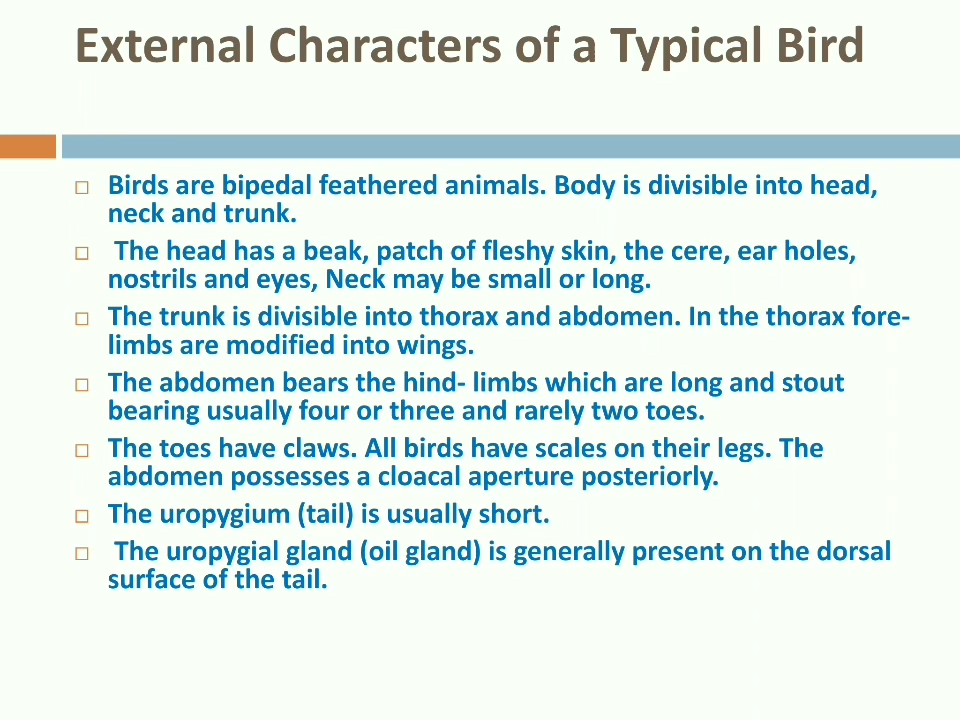 External Characters of a Typical Bird
Birds are bipedal feathered animals. Body is divisible into head,
neck and trunk.
The head has a beak, patch of fleshy skin, the cere, ear holes,
nostrils and eyes, Neck may be small or long.
The trunk is divisible into thorax and abdomen. In the thorax fore-
limbs are modified into wings.
The abdomen bears the hind- limbs which are long and stout
bearing usually four or three and rarely two toes.
The toes have claws. All birds have scales on their legs. The
abdomen possesses a cloacal aperture posteriorly.
The uropygium (tail) is usually short.
The uropygial gland (oil gland) is generally present on the dorsal
surface of the tail.